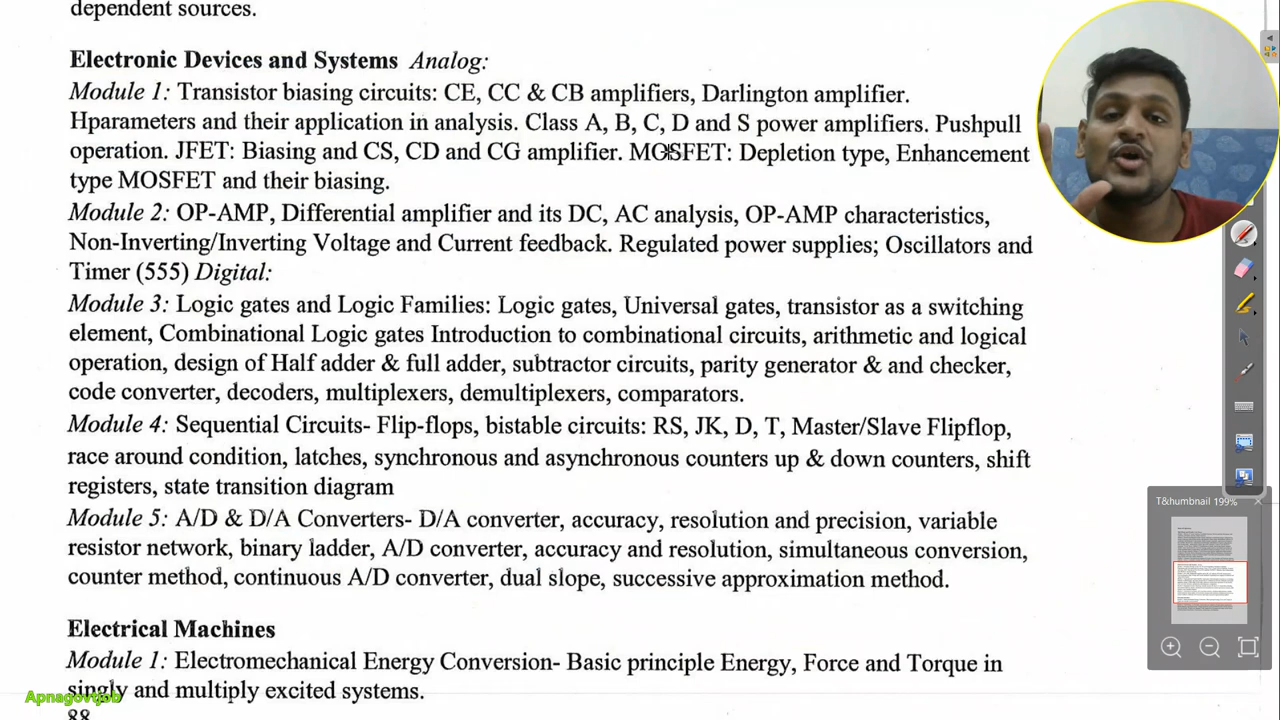 dependent sources.
Electronic Devices and Systems Analog:
Module 1: Transistor biasing circuits: CE, CC & CB amplifiers, Darlington amplifier.
Hparameters and their application in analysis. Class A, B, C, D and S power amplifiers. Pushpull
operation. JFET: Biasing and CS, CD and CG amplifier. MOSFET: Depletion type, Enhancement
type MOSFET and their biasing.
Module 2: OP-AMP, Differential amplifier and its DC, AC analysis, OP-AMP characteristics,
Non-Inverting/Inverting Voltage and Current feedback. Regulated power supplies; Oscillators and
Timer (555) Digital:
Module 3: Logic gates and Logic Families: Logic gates, Universal gates, transistor as a switching
element, Combinational Logic gates Introduction to combinational circuits, arithmetic and logical
operation, design of Half adder & full adder, subtractor circuits, parity generator & and checker,
code converter, decoders, multiplexers, demultiplexers, comparators.
Module 4: Sequential Circuits- Flip-flops, bistable circuits: RS, JK, D, T, Master/Slave Flipflop,
race around condition, latches, synchronous and asynchronous counters up & down counters, shift
registers, state transition diagram
Module 5: A/D & D/A Converters- D/A converter, accuracy, resolution and precision, variable
resistor network, binary ladder, A/D converter, accuracy and resolution, simultaneous conversion,
counter method, continuous A/D converter, dual slope, successive approximation method.
Electrical Machines
Module 1: Electromechanical Energy Conversion- Basic principle Energy, Force and Torque in
singly and multiply excited systems.
88
Apnagovtjob
T&humbnail 199%